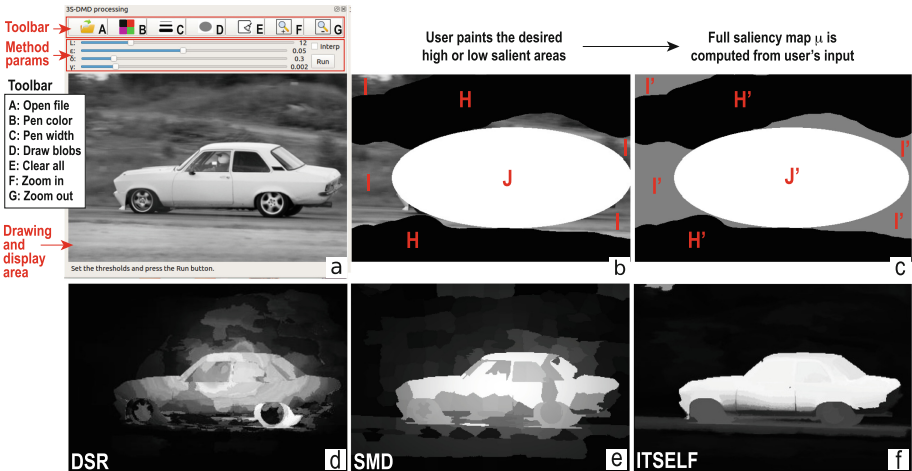 3S-DMD processing
Toolbar
A B C D E F G
Method
params
L: 12
ε: 0.05
δ: 0.3
γ: 0.002
interp
Run
Toolbar
A: Open file
B: Pen color
C: Pen width
D: Draw blobs
E: Clear all
F: Zoom in
G: Zoom out
Drawing
and
display
area
Set the thresholds and press the Run button.
a
User paints the desired
high or low salient areas
Full saliency map μ is
computed from user's input
I
H
I
I
J
I
H
b
I'
H'
I'
I'
J'
I'
H'
c
DSR
d
SMD
e
ITSELF
f